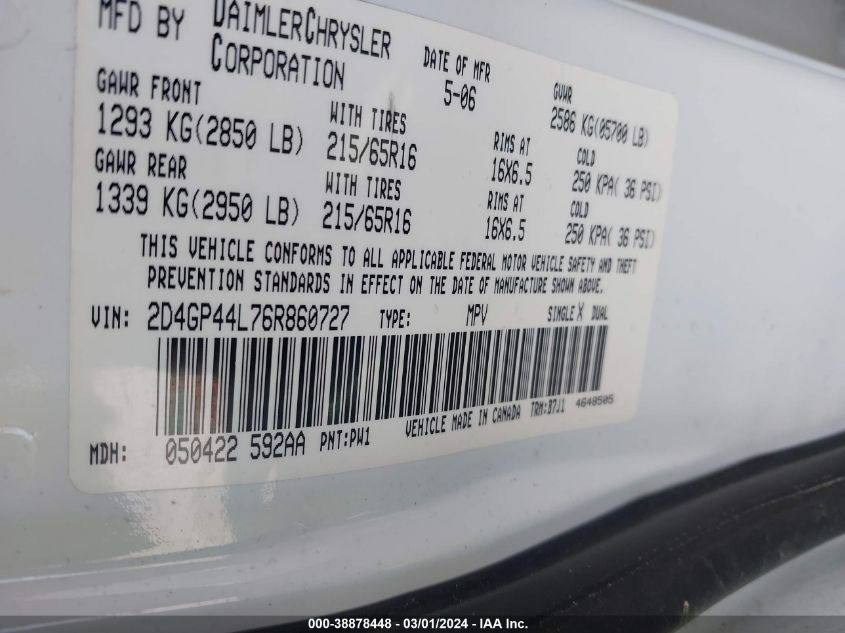 MFD BY DAIMLERCHRYSLER CORPORATION
DATE OF MFR 5-06
GVWR 2586 KG(05700 LB)
GAWR FRONT
1293 KG(2850 LB)
WITH TIRES
215/65R16
RIMS AT
16X6.5
COLD
250 KPA( 36 PSI)
GAWR REAR
1339 KG(2950 LB)
WITH TIRES
215/65R16
RIMS AT
16X6.5
COLD
250 KPA( 36 PSI)
THIS VEHICLE CONFORMS TO ALL APPLICABLE FEDERAL MOTOR VEHICLE SAFETY AND THEFT
PREVENTION STANDARDS IN EFFECT ON THE DATE OF MANUFACTURE SHOWN ABOVE.
VIN: 2D4GP44L76R860727 TYPE: MPV SINGLE X DUAL
MDH: 050422 592AA PNT:PW1 VEHICLE MADE IN CANADA TRM:B7J1 4648505
000-38878448 - 03/01/2024 - IAA Inc.